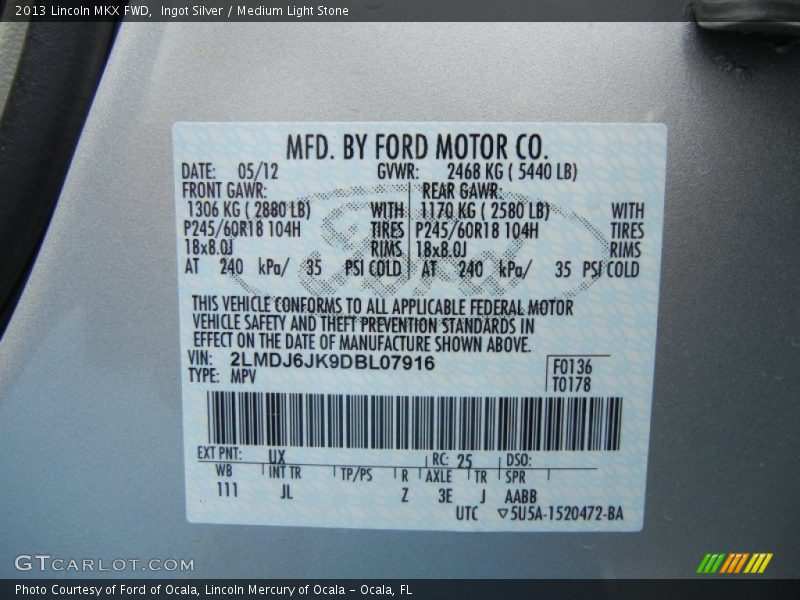 2013 Lincoln MKX FWD,  Ingot Silver / Medium Light Stone
MFD. BY FORD MOTOR CO.
DATE: 05/12 GVWR: 2468 KG ( 5440 LB)
FRONT GAWR: REAR GAWR:
1306 KG ( 2880 LB) WITH 1170 KG ( 2580 LB) WITH
P245/60R18 104H TIRES P245/60R18 104H TIRES
18x8.0J RIMS 18x8.0J RIMS
AT 240 kPa/ 35 PSI COLD AT 240 kPa/ 35 PSI COLD
THIS VEHICLE CONFORMS TO ALL APPLICABLE FEDERAL MOTOR
VEHICLE SAFETY AND THEFT PREVENTION STANDARDS IN
EFFECT ON THE DATE OF MANUFACTURE SHOWN ABOVE.
VIN: 2LMDJ6JK9DBL07916 F0136
TYPE: MPV T0178
EXT PNT: UX RC: 25 DSO:
WB INT TR TP/PS R AXLE TR SPR
111 JL Z 3E J AABB
UTC ▽5U5A-1520472-BA
GTCARLOT.COM
Photo Courtesy of Ford of Ocala, Lincoln Mercury of Ocala – Ocala, FL